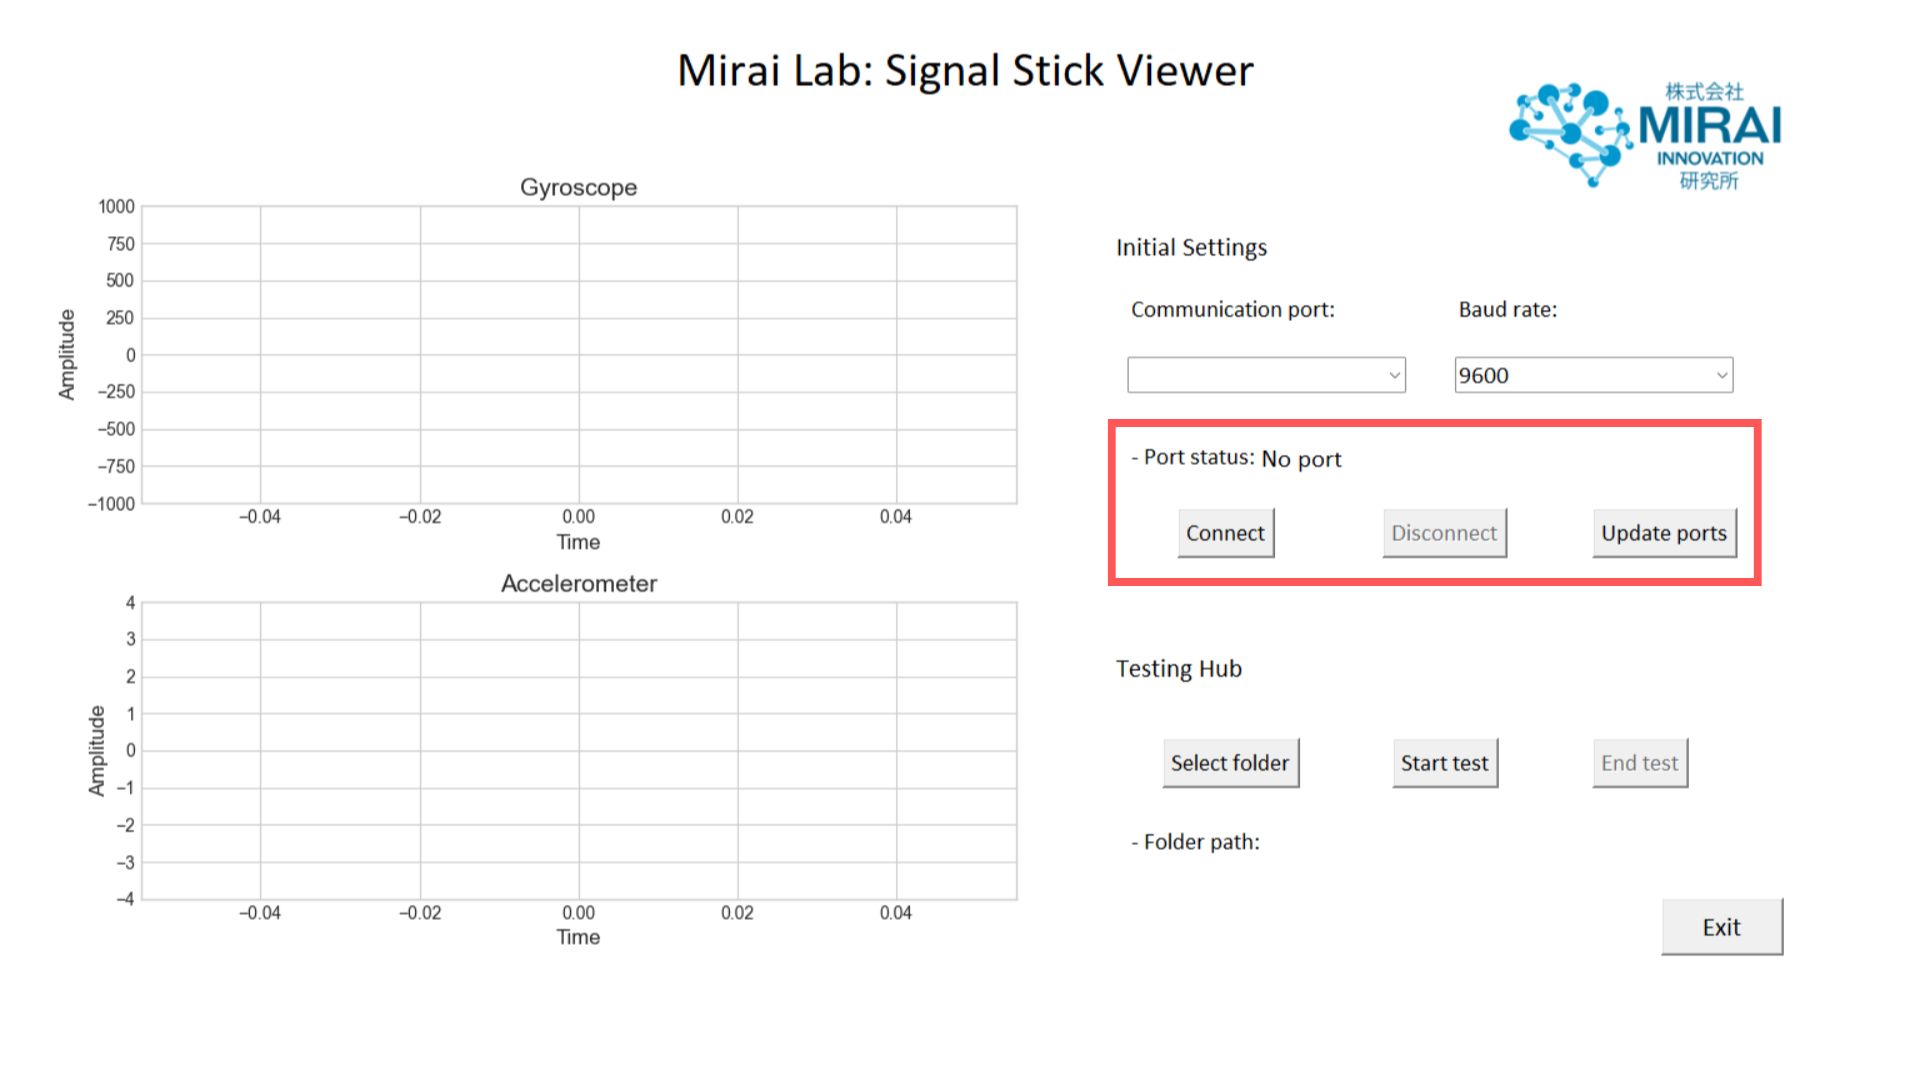 Mirai Lab: Signal Stick Viewer
株式会社
MIRAI
INNOVATION
研究所
Gyroscope
1000
750
500
250
0
−250
−500
−750
−1000
Amplitude
−0.04 −0.02 0.00 0.02 0.04
Time
Accelerometer
4
3
2
1
0
−1
−2
−3
−4
Amplitude
−0.04 −0.02 0.00 0.02 0.04
Time
Initial Settings
Communication port: Baud rate:
9600
- Port status: No port
Connect Disconnect Update ports
Testing Hub
Select folder Start test End test
- Folder path:
Exit